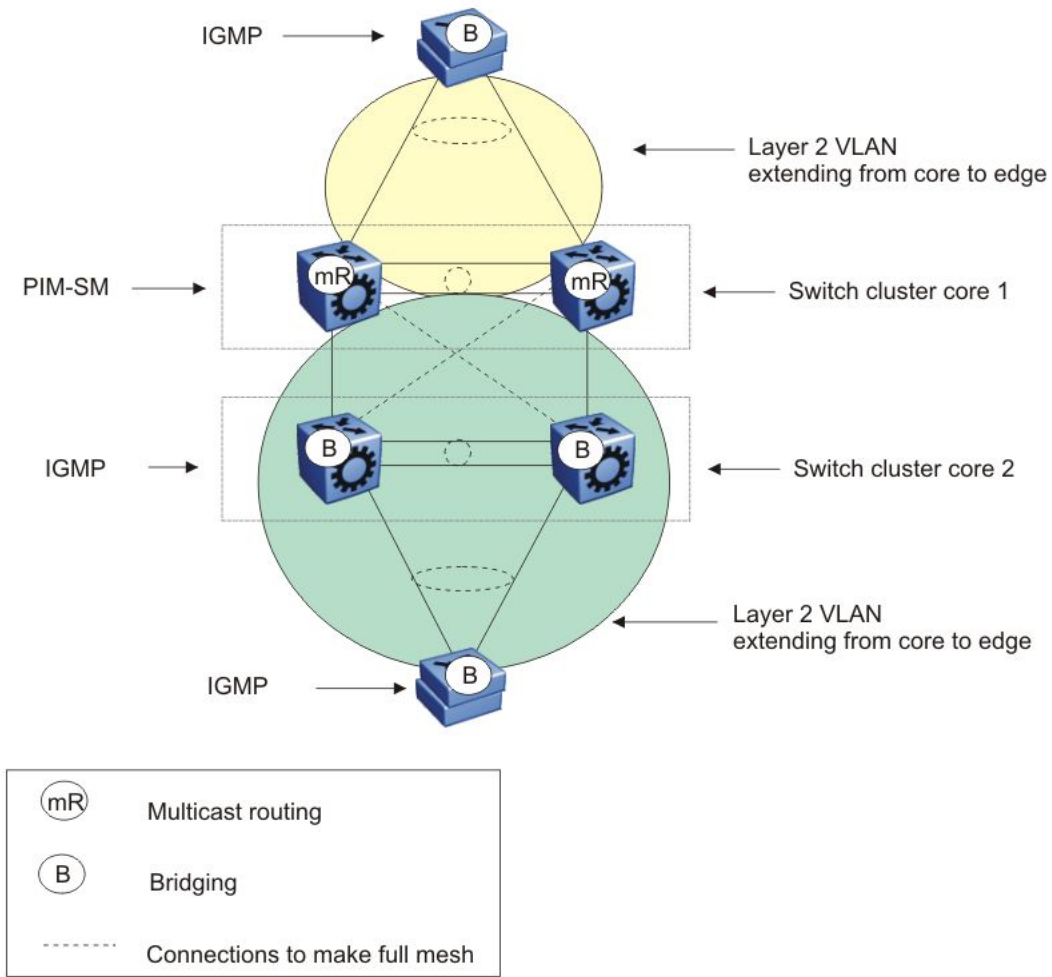 IGMP
B
Layer 2 VLAN
extending from core to edge
PIM-SM
mR
mR
Switch cluster core 1
IGMP
B
B
Switch cluster core 2
Layer 2 VLAN
extending from core to edge
IGMP
B
mR Multicast routing
B Bridging
Connections to make full mesh